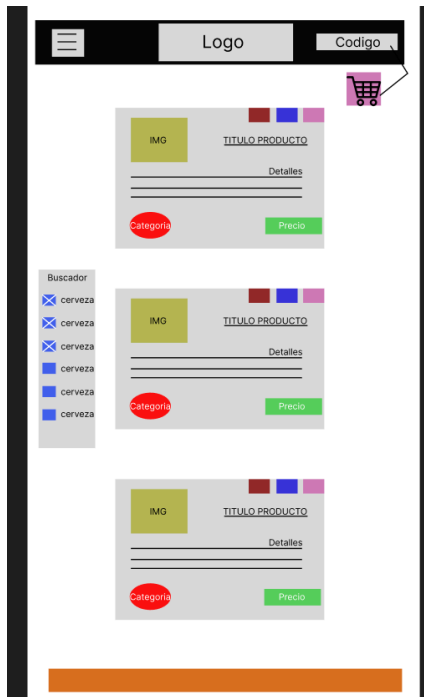 Logo
Codigo
IMG
TITULO PRODUCTO
Detalles
Categoria
Precio
Buscador
cerveza
cerveza
cerveza
cerveza
cerveza
cerveza
IMG
TITULO PRODUCTO
Detalles
Categoria
Precio
IMG
TITULO PRODUCTO
Detalles
Categoria
Precio